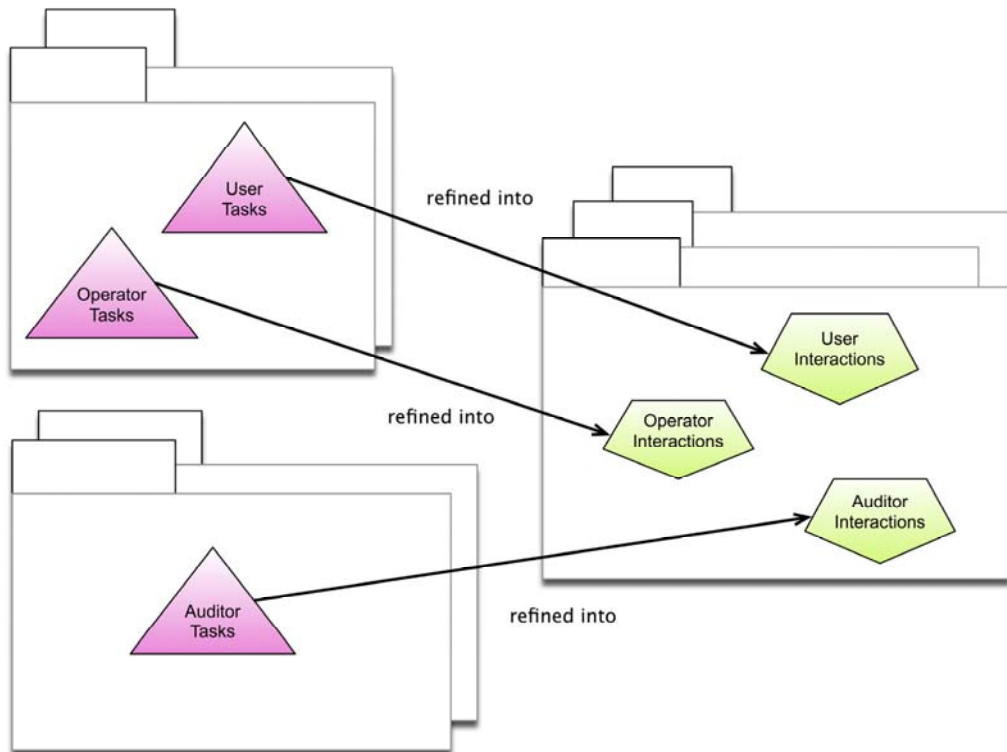 User
Tasks
refined into
Operator
Tasks
User
Interactions
refined into
Operator
Interactions
Auditor
Interactions
Auditor
Tasks
refined into